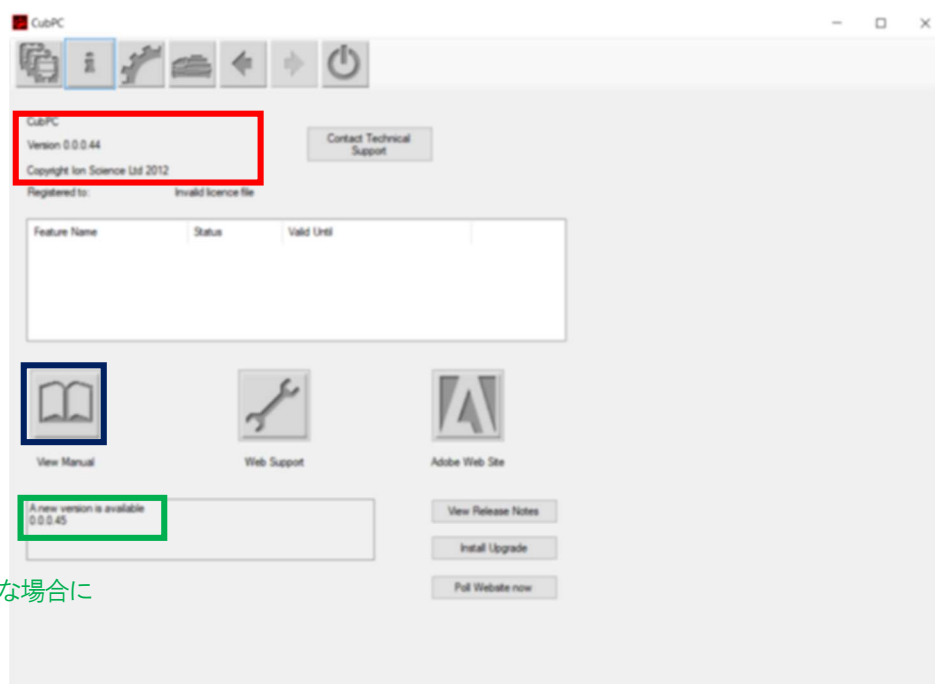 CubPC
CubPC
Version 0.0.0.44
Copyright Ion Science Ltd 2012
Contact Technical
Support
Registered to: Invalid licence file
Feature Name Status Valid Until
View Manual Web Support Adobe Web Site
A new version is available
0.0.0.45
View Release Notes
Install Upgrade
Poll Website now
な場合に